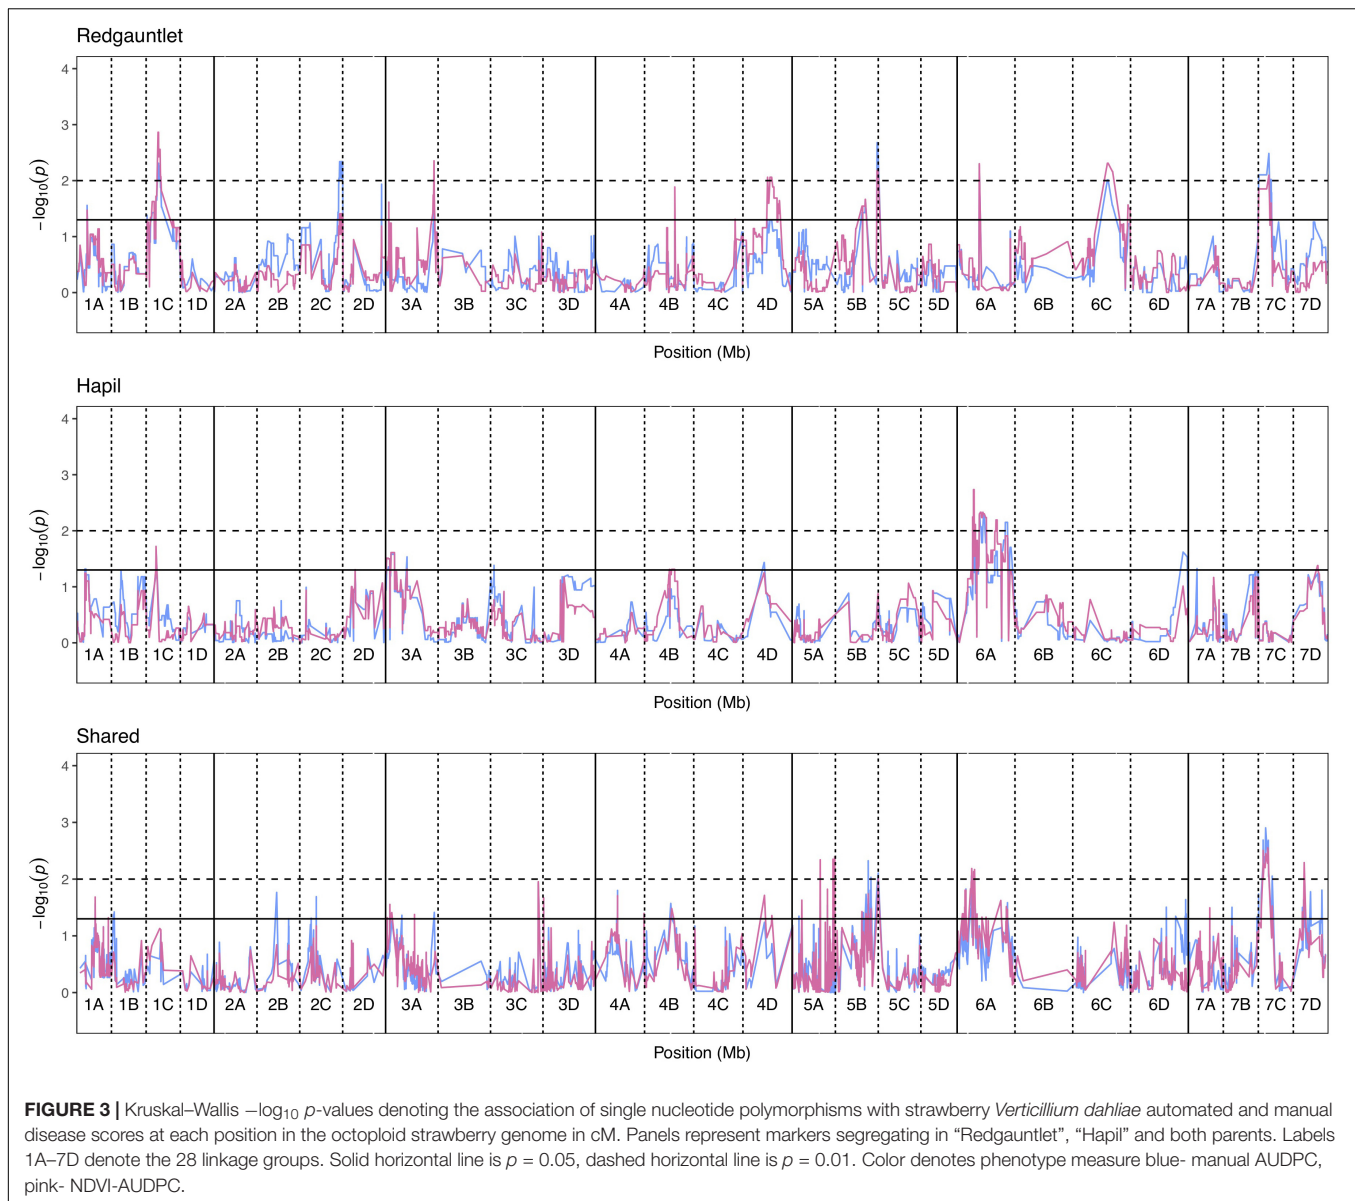 Redgauntlet
4
3
2
1
0
−log10(p)
1A 1B 1C 1D 2A 2B 2C 2D 3A 3B 3C 3D 4A 4B 4C 4D 5A 5B 5C 5D 6A 6B 6C 6D 7A 7B 7C 7D
Position (Mb)
Hapil
4
3
2
1
0
−log10(p)
1A 1B 1C 1D 2A 2B 2C 2D 3A 3B 3C 3D 4A 4B 4C 4D 5A 5B 5C 5D 6A 6B 6C 6D 7A 7B 7C 7D
Position (Mb)
Shared
4
3
2
1
0
−log10(p)
1A 1B 1C 1D 2A 2B 2C 2D 3A 3B 3C 3D 4A 4B 4C 4D 5A 5B 5C 5D 6A 6B 6C 6D 7A 7B 7C 7D
Position (Mb)
FIGURE 3 | Kruskal–Wallis −log10 p-values denoting the association of single nucleotide polymorphisms with strawberry Verticillium dahliae automated and manual
disease scores at each position in the octoploid strawberry genome in cM. Panels represent markers segregating in “Redgauntlet”, “Hapil” and both parents. Labels
1A–7D denote the 28 linkage groups. Solid horizontal line is p = 0.05, dashed horizontal line is p = 0.01. Color denotes phenotype measure blue- manual AUDPC,
pink- NDVI-AUDPC.